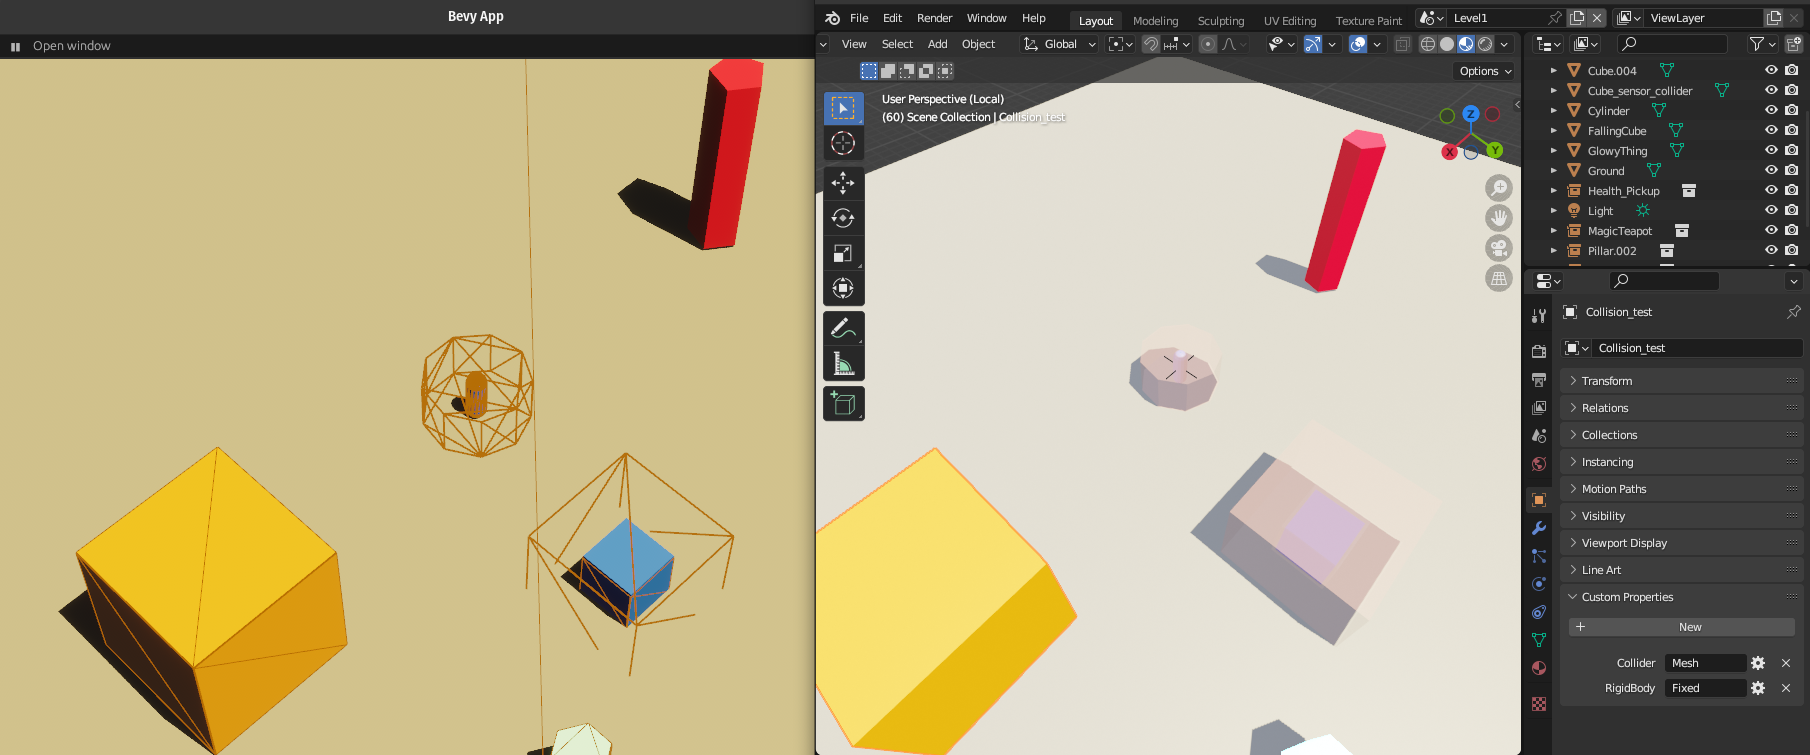 Bevy App
Open window
File Edit Render Window Help Layout Modeling Sculpting UV Editing Texture Paint Level1 ViewLayer
View Select Add Object Global
Options
User Perspective (Local)
(60) Scene Collection | Collision_test
Z
X
Y
Cube.004
Cube_sensor_collider
Cylinder
FallingCube
GlowyThing
Ground
Health_Pickup
Light
MagicTeapot
Pillar.002
Collision_test
Collision_test
Transform
Relations
Collections
Instancing
Motion Paths
Visibility
Viewport Display
Line Art
Custom Properties
New
Collider Mesh
RigidBody Fixed